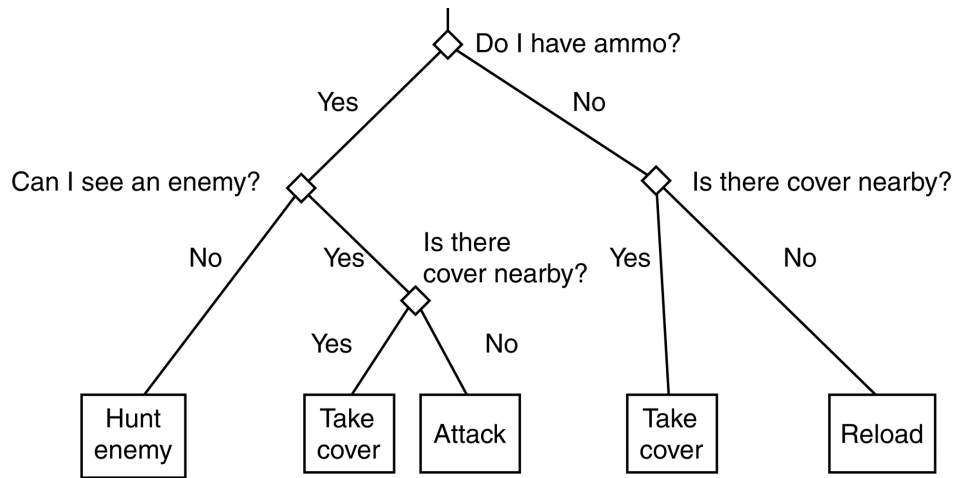 Do I have ammo?
Yes
No
Can I see an enemy?
Is there cover nearby?
No
Yes
Is there
cover nearby?
Yes
No
Yes
No
Hunt
enemy
Take
cover
Attack
Take
cover
Reload